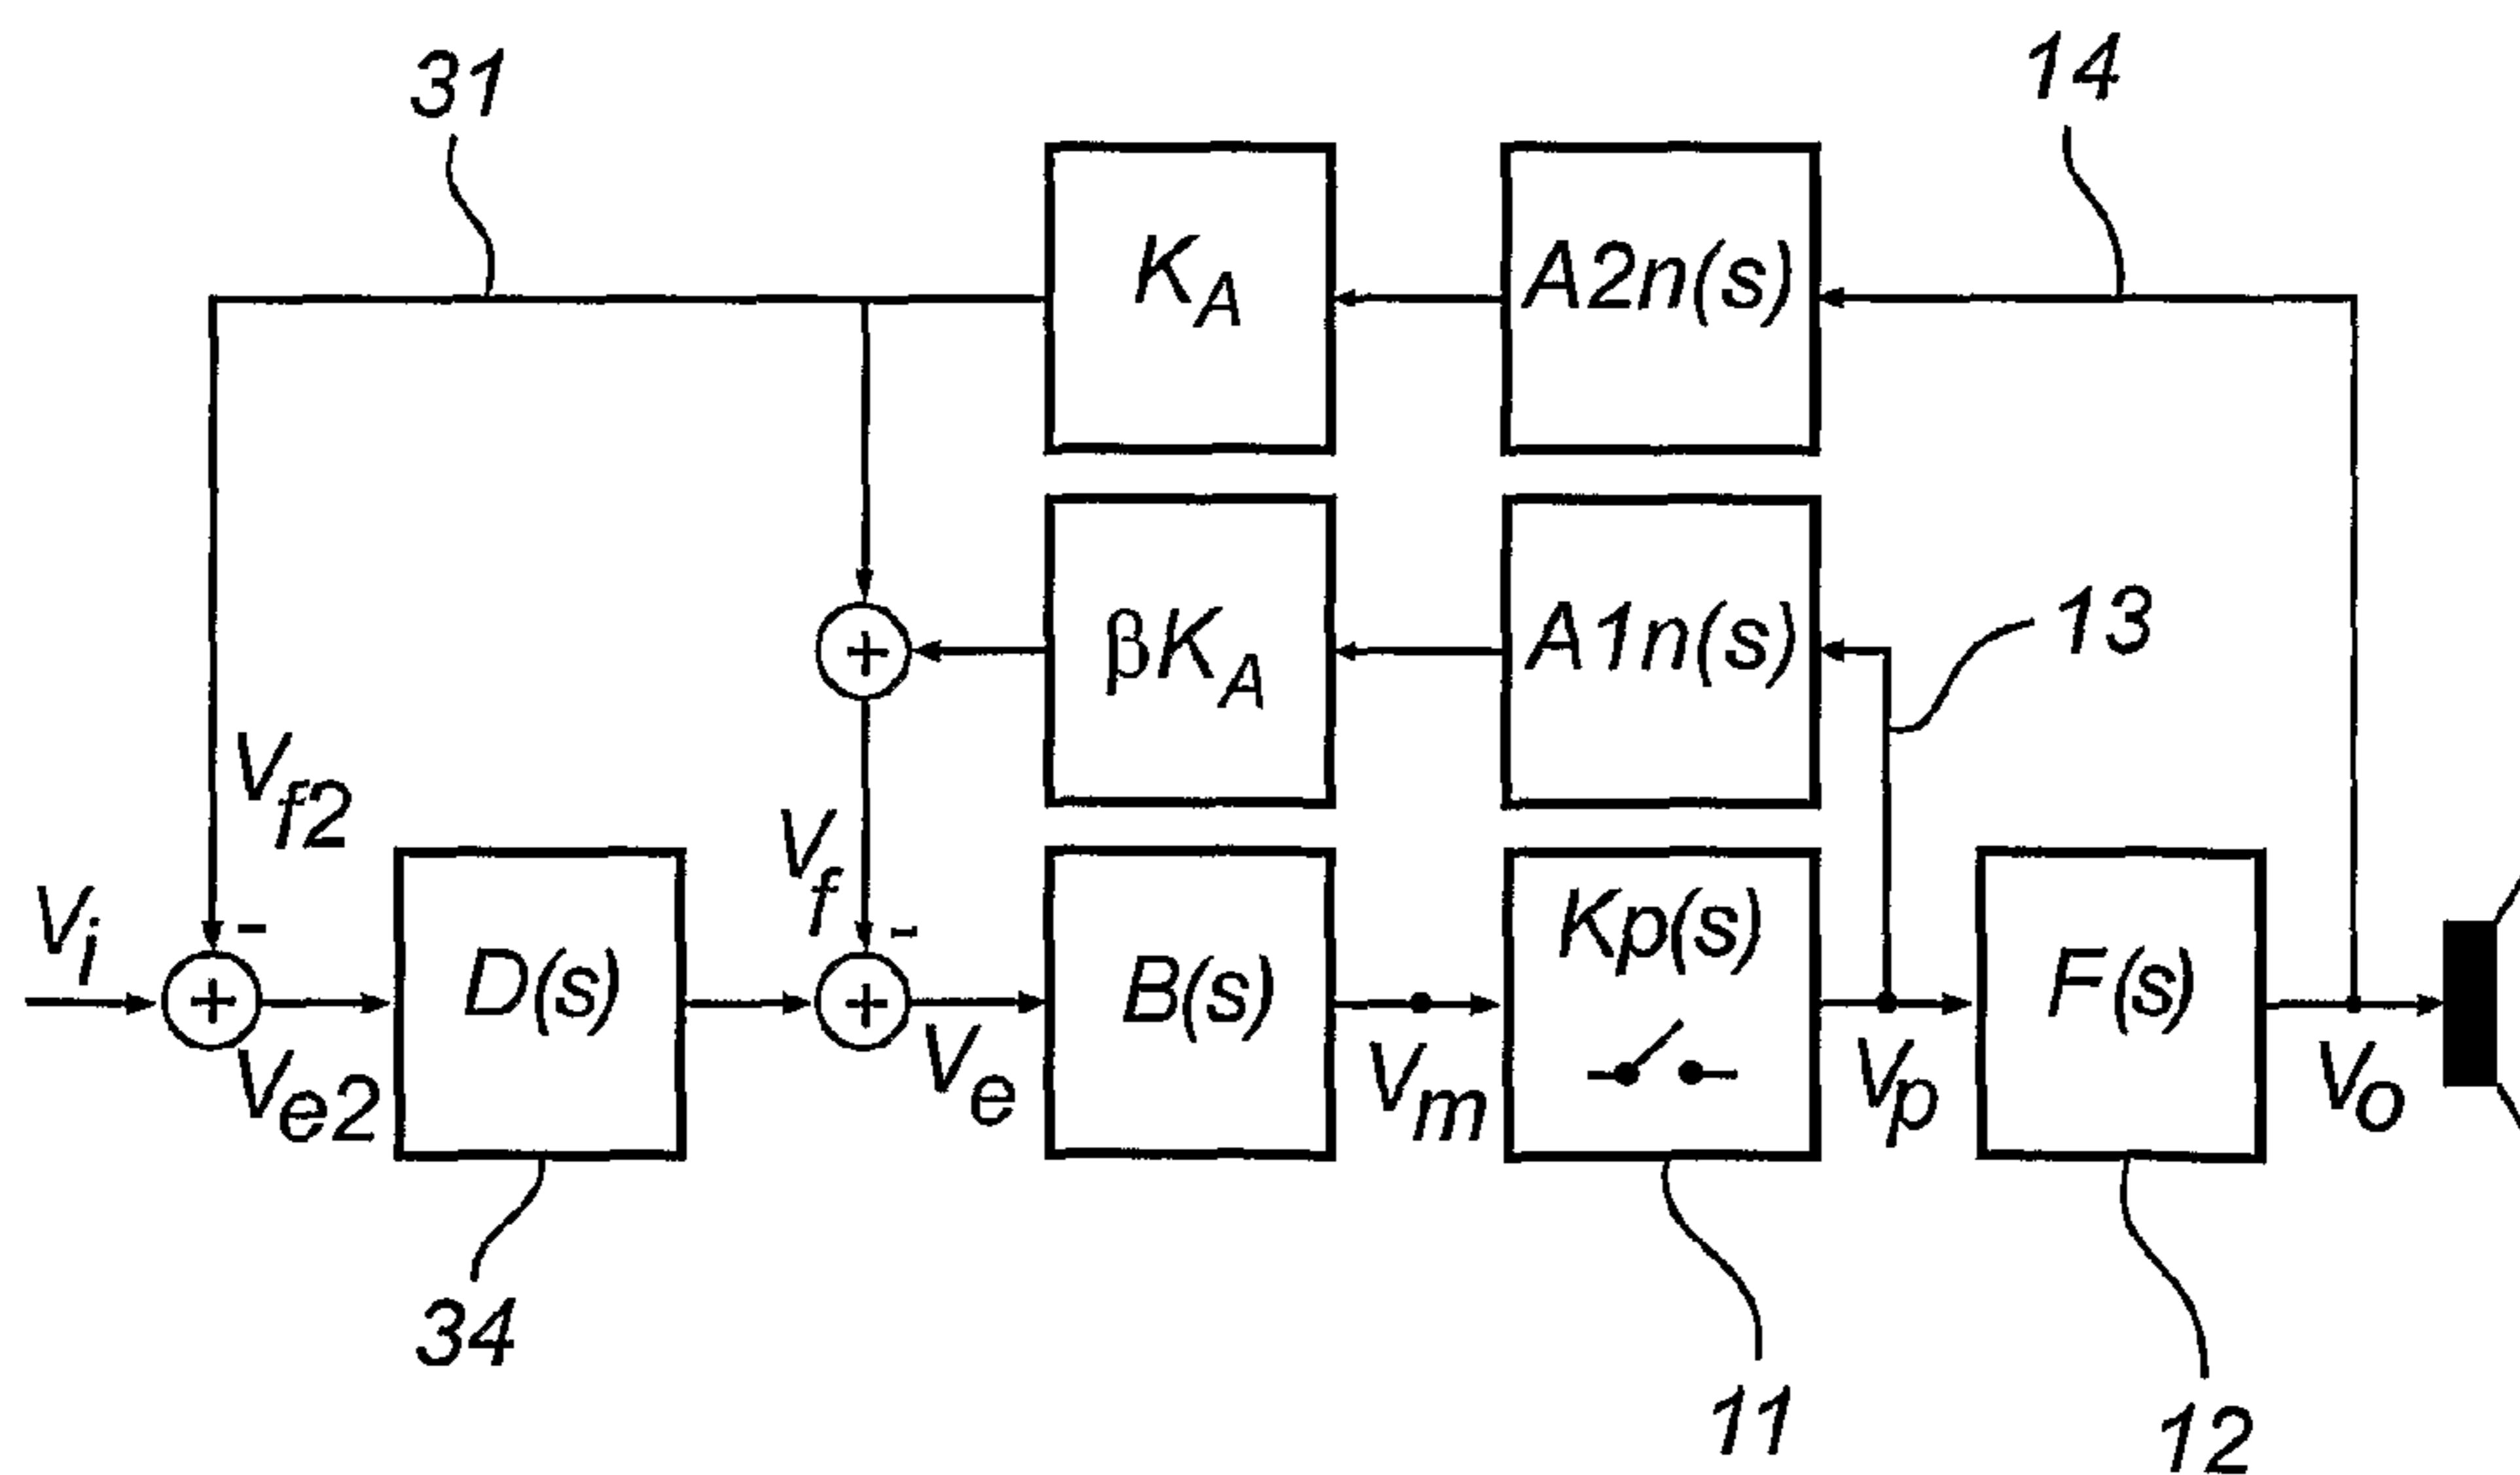 31
14
K_A
A2n(s)
βK_A
A1n(s)
13
V_f2
V_f
V_i
D(s)
B(s)
Kp(s)
F(s)
-
-
+
+
+
V_e2
V_e
V_m
V_p
V_o
34
11
12